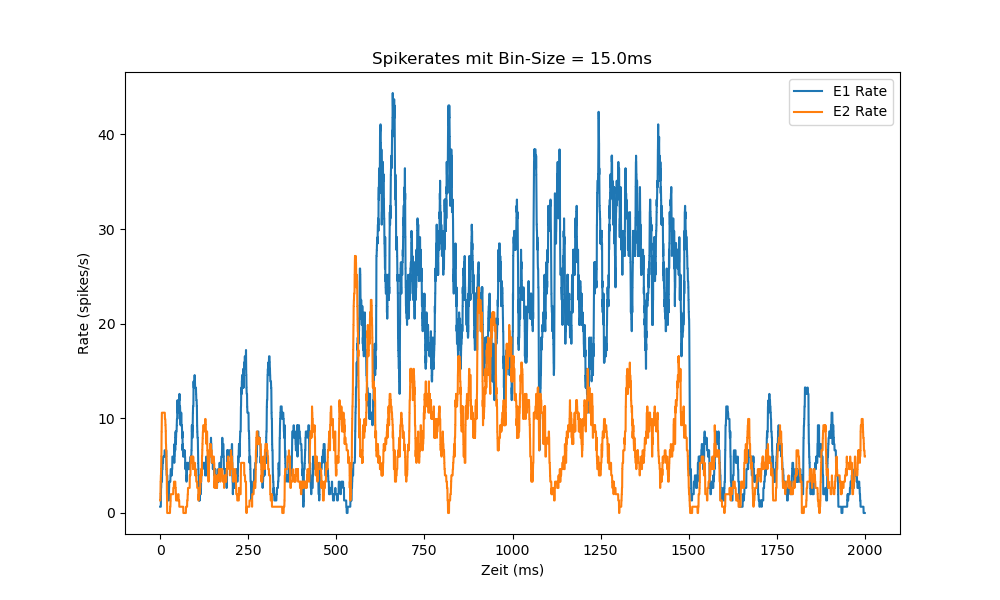 Spikerates mit Bin-Size = 15.0ms
E1 Rate
E2 Rate
Rate (spikes/s)
40
30
20
10
0
0 250 500 750 1000 1250 1500 1750 2000
Zeit (ms)